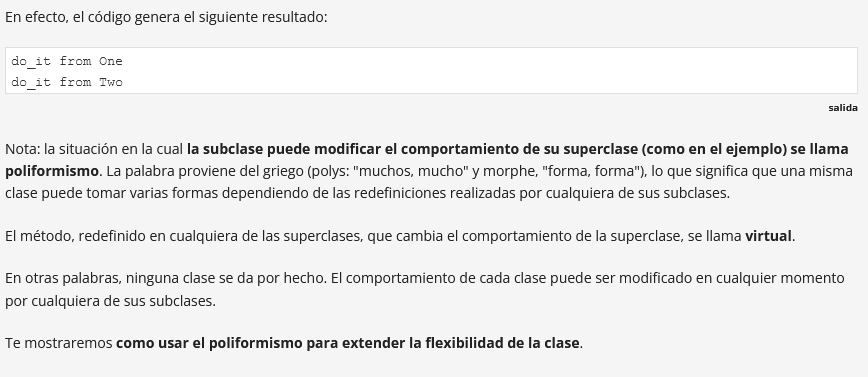 En efecto, el código genera el siguiente resultado:
do_it from One
do_it from Two
salida
Nota: la situación en la cual la subclase puede modificar el comportamiento de su superclase (como en el ejemplo) se llama
poliformismo. La palabra proviene del griego (polys: "muchos, mucho" y morphe, "forma, forma"), lo que significa que una misma
clase puede tomar varias formas dependiendo de las redefiniciones realizadas por cualquiera de sus subclases.
El método, redefinido en cualquiera de las superclases, que cambia el comportamiento de la superclase, se llama virtual.
En otras palabras, ninguna clase se da por hecho. El comportamiento de cada clase puede ser modificado en cualquier momento
por cualquiera de sus subclases.
Te mostraremos como usar el poliformismo para extender la flexibilidad de la clase.